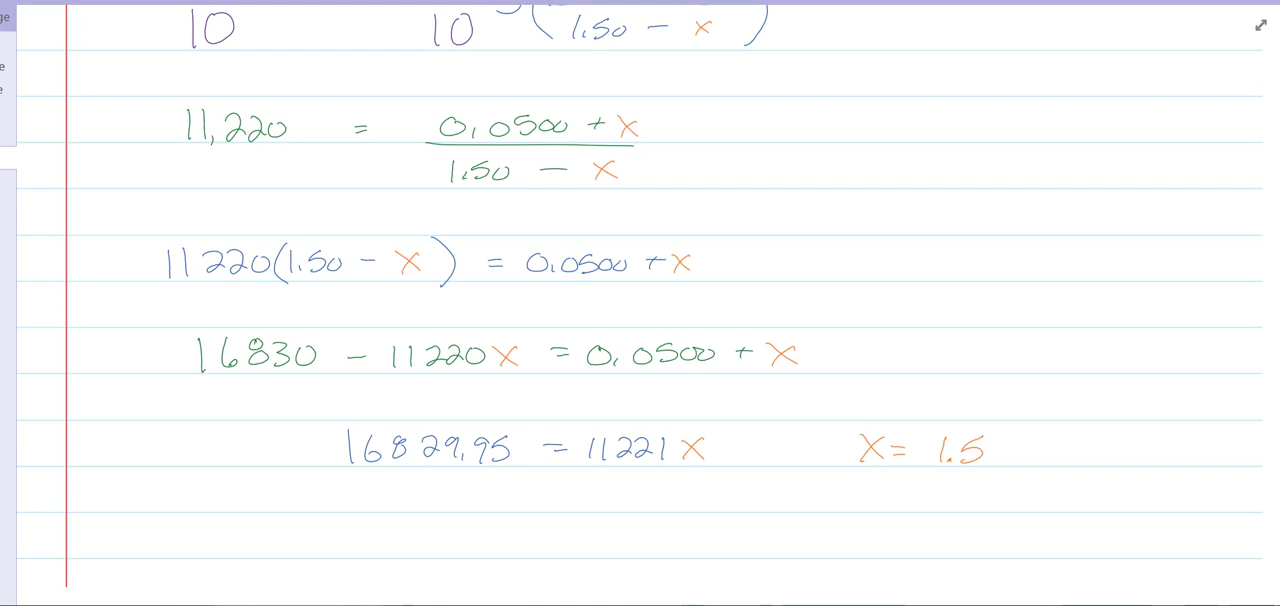 10 10 ( 1.50 - x )
11,220 = 0.0500 + x
1.50 - x
11220(1.50 - x) = 0.0500 + x
16830 - 11220x = 0.0500 + x
16829.95 = 11221x x = 1.5